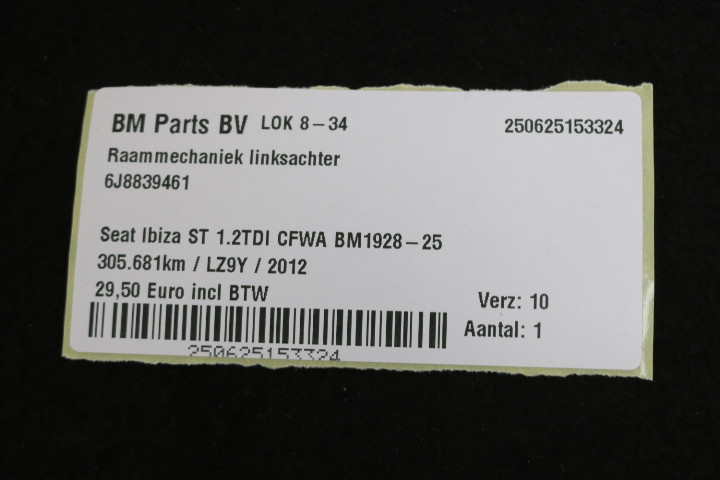 BM Parts BV LOK 8-34 250625153324
Raammechaniek linksachter
6J8839461
Seat Ibiza ST 1.2TDI CFWA BM1928-25
305.681km / LZ9Y / 2012
29,50 Euro incl BTW
Verz: 10
Aantal: 1
250625153324